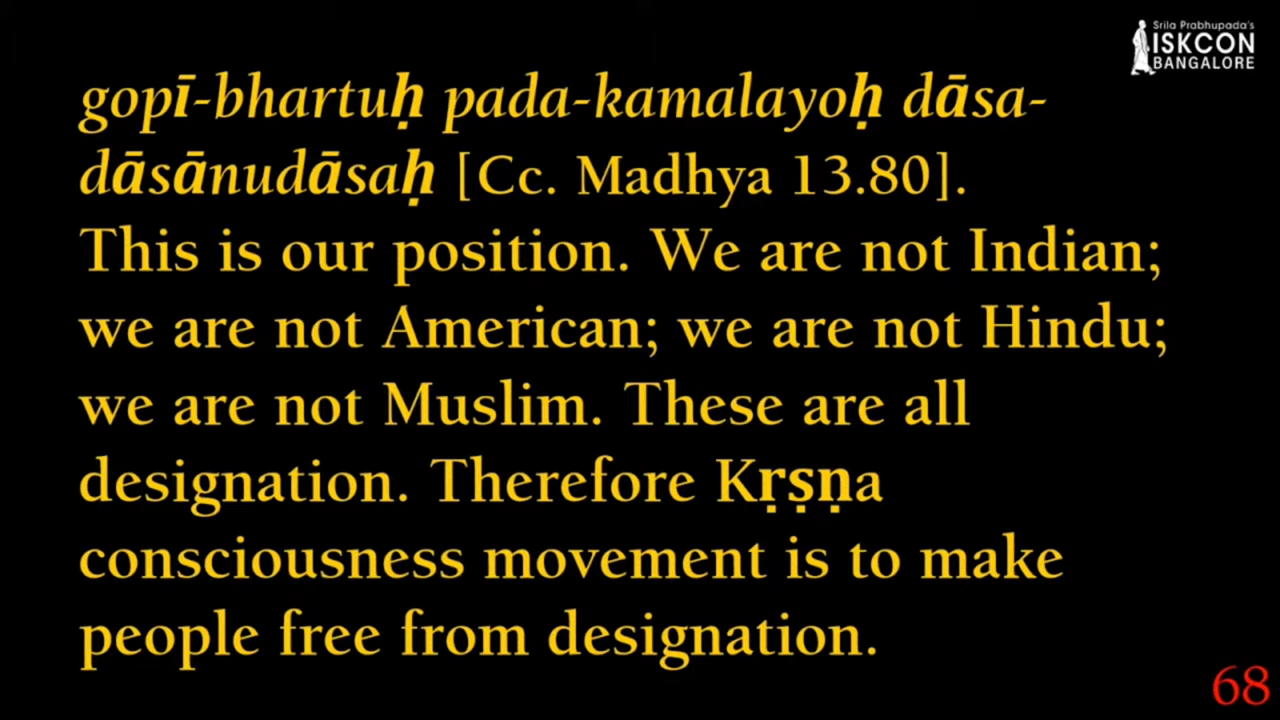 Srila Prabhupada's
ISKCON
BANGALORE
gopī-bhartuḥ pada-kamalayoḥ dāsa-
dāsānudāsaḥ [Cc. Madhya 13.80].
This is our position. We are not Indian;
we are not American; we are not Hindu;
we are not Muslim. These are all
designation. Therefore Kṛṣṇa
consciousness movement is to make
people free from designation.
68